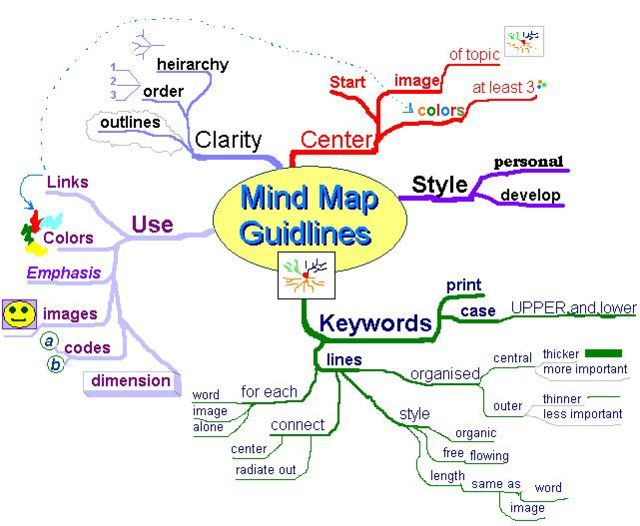 Mind Map
Guidlines
Center
Start
image
of topic
colors
at least 3
Style
personal
develop
Keywords
print
case
UPPER and lower
lines
organised
central
thicker
more important
outer
thinner
less important
style
organic
free flowing
length
same as
word
image
connect
center
radiate out
for each
word
image
alone
Use
Links
Colors
Emphasis
images
codes
a
b
dimension
Clarity
heirarchy
order
1
2
3
outlines